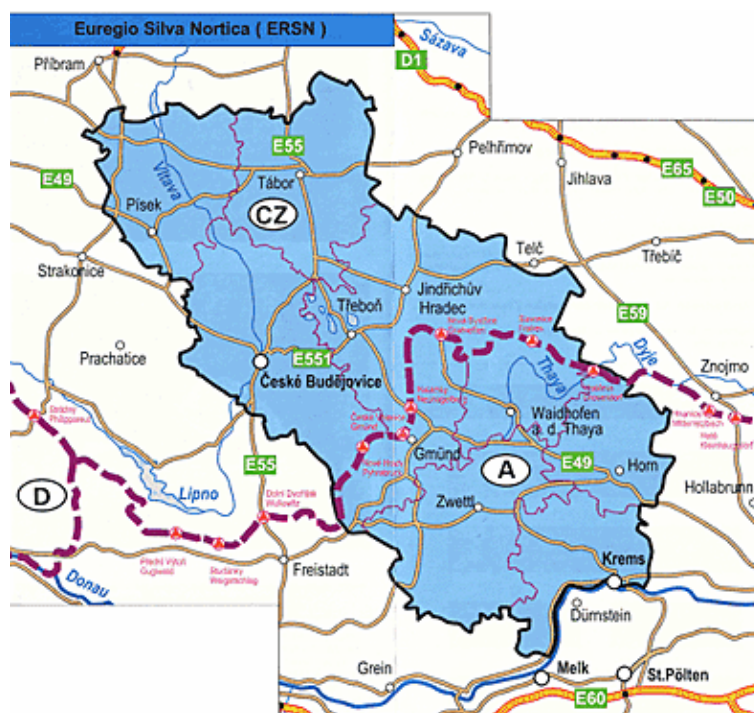 Euregio Silva Nortica ( ERSN )
Sázava
D1
Příbram
E55
Pelhřimov
Jihlava
E65
E50
E49
Vltava
Tábor
Písek
CZ
Telč
Třebíč
Strakonice
Jindřichův
Hradec
Třeboň
E59
Dyje
Znojmo
Prachatice
E551
České Budějovice
Thaya
Waidhofen
a. d. Thaya
Gmünd
A
E49
Horn
Hollabrunn
D
Lipno
E55
Zwettl
Freistadt
Krems
Donau
Dürnstein
Grein
Melk
St.Pölten
E60